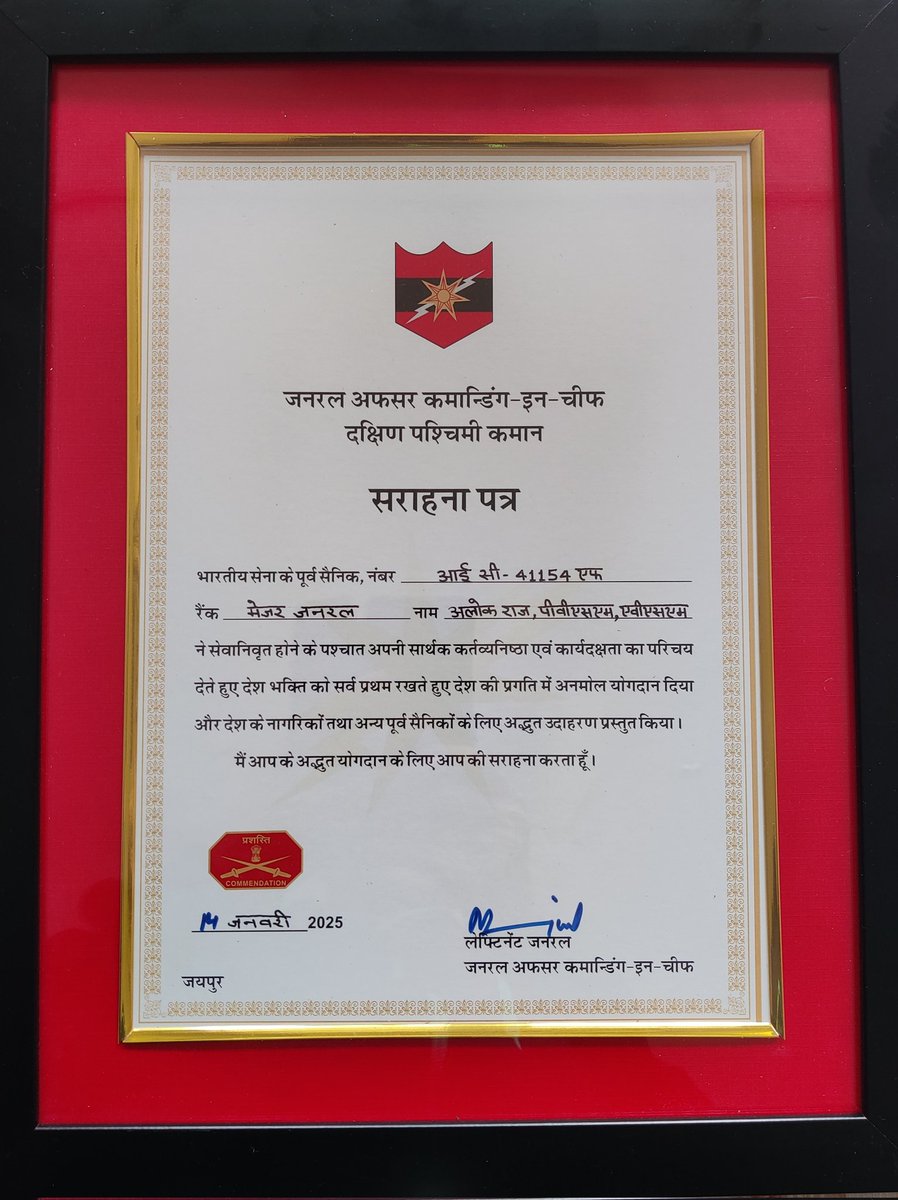 जनरल अफसर कमान्डिंग-इन-चीफ
दक्षिण पश्चिमी कमान
सराहना पत्र
भारतीय सेना के पूर्व सैनिक, नंबर आई सी - 41154 एफ
रैंक मेजर जनरल नाम अलोक राज, पीवीएसएम, एवीएसएम
ने सेवानिवृत होने के पश्चात अपनी सार्थक कर्तव्यनिष्ठा एवं कार्यदक्षता का परिचय
देते हुए देश भक्ति को सर्व प्रथम रखते हुए देश की प्रगति में अनमोल योगदान दिया
और देश के नागरिकों तथा अन्य पूर्व सैनिकों के लिए अद्भुत उदाहरण प्रस्तुत किया।
मैं आप के अद्भुत योगदान के लिए आप की सराहना करता हूँ।
प्रशस्ति
COMMENDATION
14 जनवरी 2025
लेफ्टिनेंट जनरल
जनरल अफसर कमान्डिंग-इन-चीफ
जयपुर